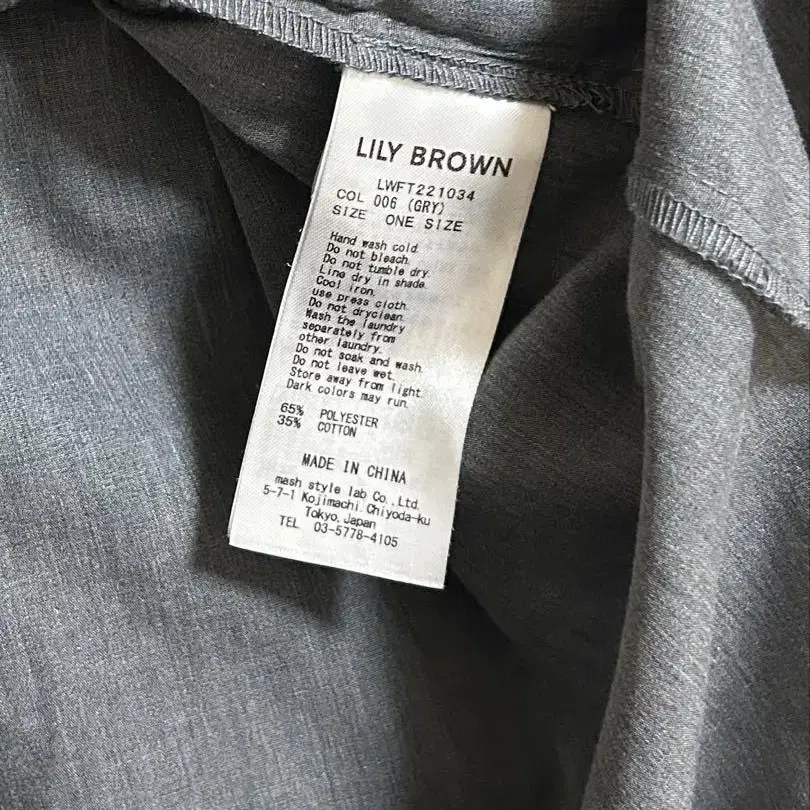 LILY BROWN
LWFT221034
COL 006 (GRY)
SIZE ONE SIZE
Hand wash cold.
Do not bleach.
Do not tumble dry.
Line dry in shade.
Cool iron.
use press cloth.
Do not dryclean.
Wash the laundry
separately from
other laundry.
Do not soak and wash.
Do not leave wet.
Store away from light.
Dark colors may run.
65% POLYESTER
35% COTTON
MADE IN CHINA
mash style lab Co.,Ltd.
5-7-1 Kojimachi,Chiyoda-ku
Tokyo,Japan
TEL 03-5778-4105